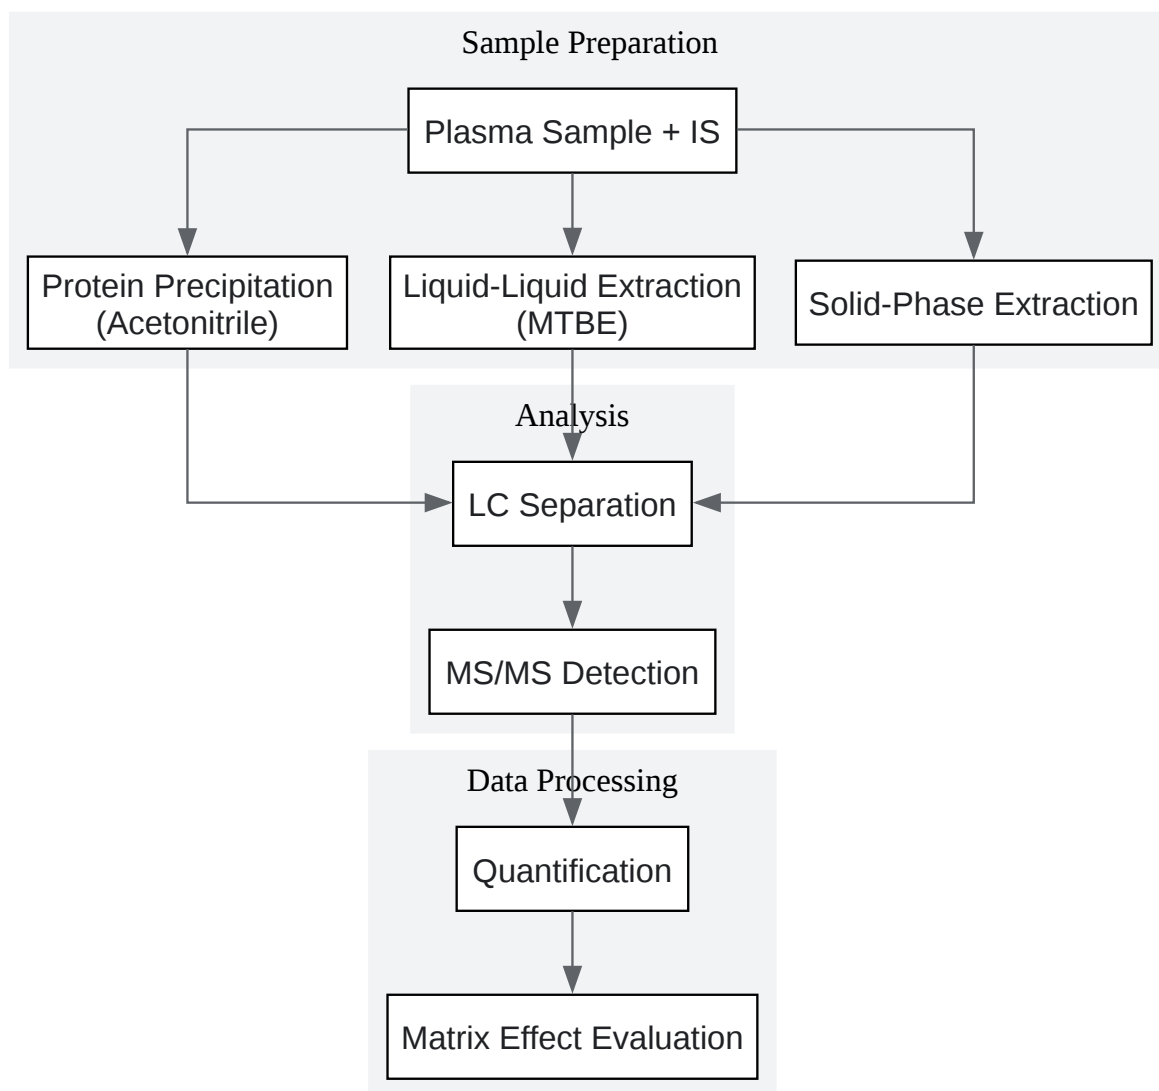 Sample Preparation
Plasma Sample + IS
Protein Precipitation
(Acetonitrile)
Liquid-Liquid Extraction
(MTBE)
Solid-Phase Extraction
Analysis
LC Separation
MS/MS Detection
Data Processing
Quantification
Matrix Effect Evaluation